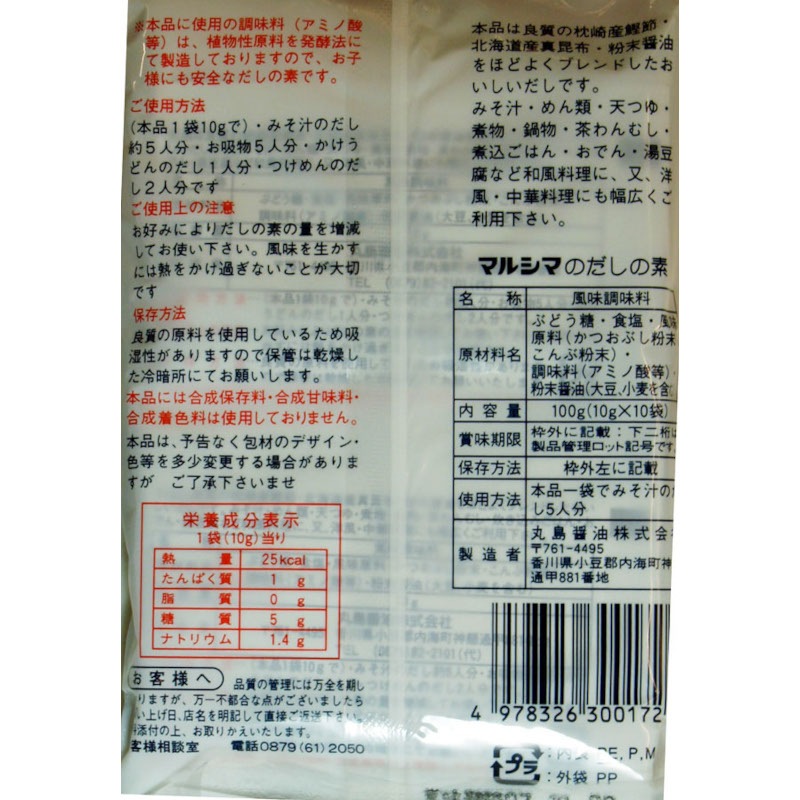 ※本品に使用の調味料(アミノ酸
等)は、植物性原料を発酵法に
て製造しておりますので、お子
様にも安全なだしの素です。
ご使用方法
(本品1袋10gで)・みそ汁のだし
約5人分・お吸物5人分・かけう
どんのだし1人分・つけめんのだ
し2人分です
ご使用上の注意
お好みによりだしの素の量を増減
してお使い下さい。風味を生かす
には熱をかけ過ぎないことが大切
です
保存方法
良質の原料を使用しているため吸
湿性がありますので保管は乾燥し
た冷暗所にてお願いします。
本品には合成保存料・合成甘味料・
合成着色料は使用しておりません。
本品は、予告なく包材のデザイン・
色等を多少変更する場合がありま
すが ご了承下さいませ
栄養成分表示
1袋(10g)当り
熱 量 25kcal
たんぱく質 1 g
脂 質 0 g
糖 質 5 g
ナトリウム 1.4 g
お客様へ 品質の管理には万全を期し
りますが、万一不都合な点がございましたら
い上げ日、店名を明記して直接ご返送下さい。
添付の上、お取りかえいたします。
客様相談室 電話0879(61)2050
本品は良質の枕崎産鰹節・
北海道産真昆布・粉末醤油
をほどよくブレンドしたお
いしいだしです。
みそ汁・めん類・天つゆ・
煮物・鍋物・茶わんむし・
煮込ごはん・おでん・湯豆
腐など和風料理に、又、洋
風・中華料理にも幅広くご
利用下さい。
マルシマのだしの素
名 称 風味調味料
原材料名 ぶどう糖・食塩・風味
原料(かつおぶし粉末
こんぶ粉末)・
調味料(アミノ酸等)・
粉末醤油(大豆、小麦を含む
内 容 量 100g(10g×10袋)
賞味期限 枠外に記載:下二桁は
製品管理ロット記号です
保存方法 枠外左に記載
使用方法 本品一袋でみそ汁のだ
し5人分
製 造 者 丸島醤油株式会
〒761-4495
香川県小豆郡内海町神
通甲881番地
4 978326 300172
プラ :内 PE, P, M
:外袋 PP